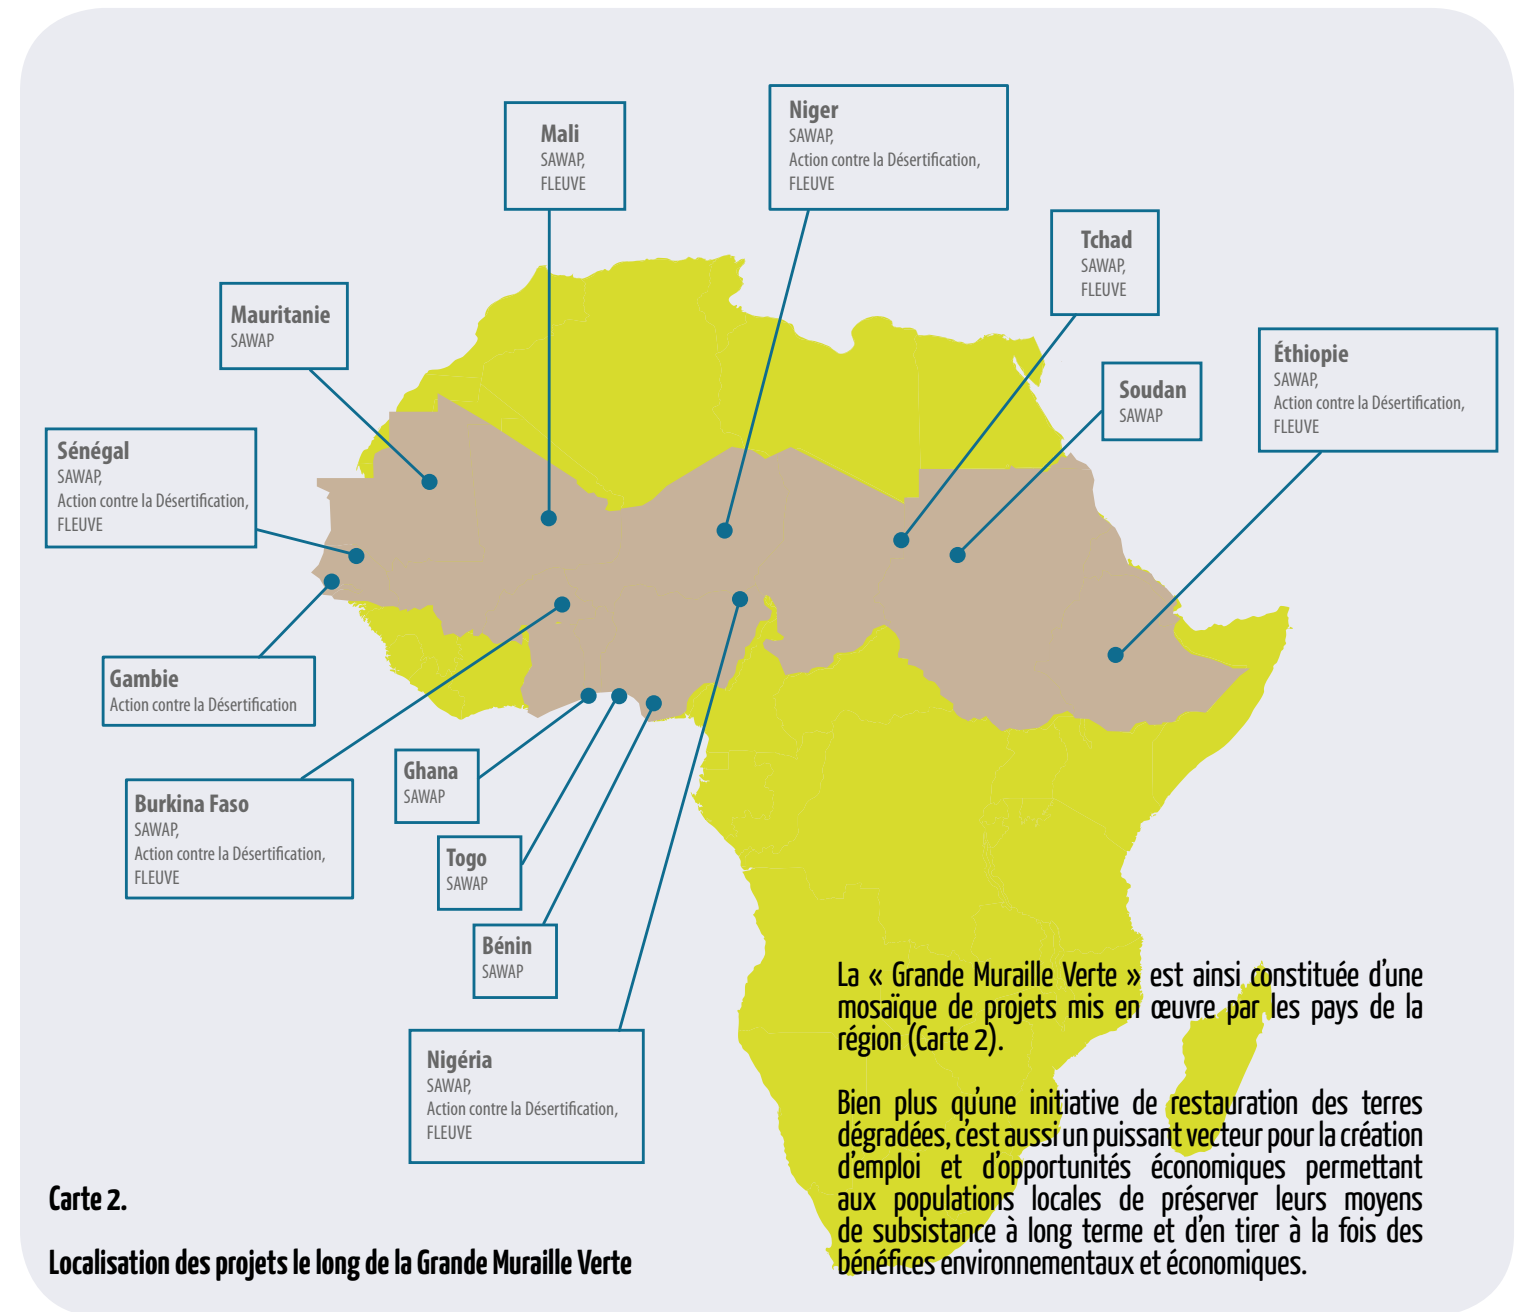 Mali
SAWAP,
FLEUVE
Niger
SAWAP,
Action contre la Désertification,
FLEUVE
Tchad
SAWAP,
FLEUVE
Mauritanie
SAWAP
Éthiopie
SAWAP,
Action contre la Désertification,
FLEUVE
Soudan
SAWAP
Sénégal
SAWAP,
Action contre la Désertification,
FLEUVE
Gambie
Action contre la Désertification
Ghana
SAWAP
Burkina Faso
SAWAP,
Action contre la Désertification,
FLEUVE
Togo
SAWAP
Bénin
SAWAP
Nigéria
SAWAP,
Action contre la Désertification,
FLEUVE
La « Grande Muraille Verte » est ainsi constituée d'une
mosaïque de projets mis en œuvre par les pays de la
région (Carte 2).
Bien plus qu'une initiative de restauration des terres
dégradées, c'est aussi un puissant vecteur pour la création
d'emploi et d'opportunités économiques permettant
aux populations locales de préserver leurs moyens
de subsistance à long terme et d'en tirer à la fois des
bénéfices environnementaux et économiques.
Carte 2.
Localisation des projets le long de la Grande Muraille Verte